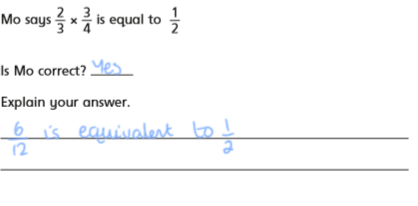 Mo says 2/3 × 3/4 is equal to 1/2
Is Mo correct? Yes
Explain your answer.
6/12 is equivalent to 1/2